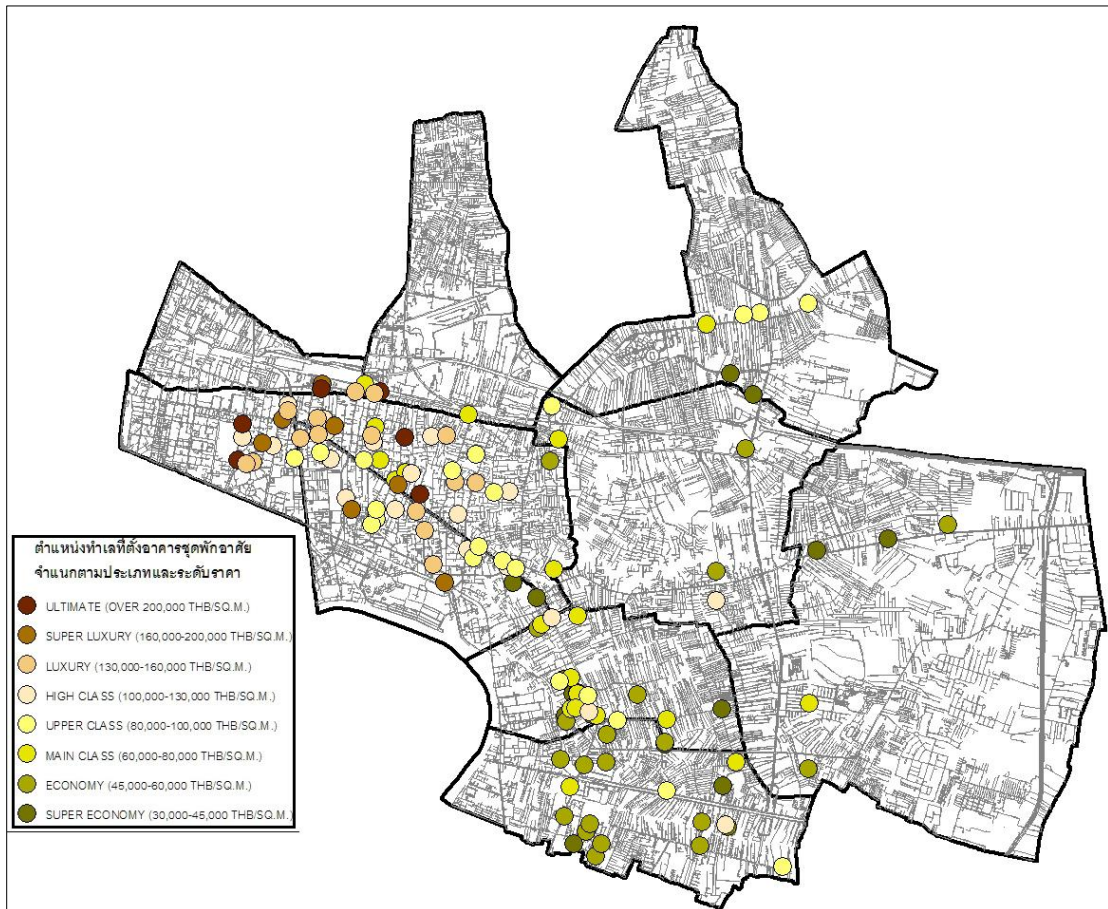 ตำแหน่งทำเลที่ตั้งอาคารชุดพักอาศัย
จำแนกตามประเภทและระดับราคา
ULTIMATE (OVER 200,000 THB/SQ.M.)
SUPER LUXURY (160,000-200,000 THB/SQ.M.)
LUXURY (130,000-160,000 THB/SQ.M.)
HIGH CLASS (100,000-130,000 THB/SQ.M.)
UPPER CLASS (80,000-100,000 THB/SQ.M.)
MAIN CLASS (60,000-80,000 THB/SQ.M.)
ECONOMY (45,000-60,000 THB/SQ.M.)
SUPER ECONOMY (30,000-45,000 THB/SQ.M.)